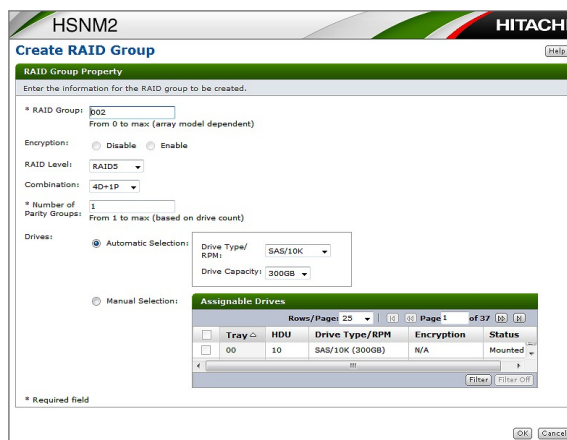 HSNM2
HITACHI
Create RAID Group
Help
RAID Group Property
Enter the information for the RAID group to be created.
* RAID Group: 002
From 0 to max (array model dependent)
Encryption: Disable Enable
RAID Level: RAID5
Combination: 4D+1P
* Number of Parity Groups: 1
From 1 to max (based on drive count)
Drives: Automatic Selection:
Drive Type/RPM: SAS/10K
Drive Capacity: 300GB
Manual Selection:
Assignable Drives
Rows/Page: 25 Page 1 of 37
Tray HDU Drive Type/RPM Encryption Status
00 10 SAS/10K (300GB) N/A Mounted
Filter Filter Off
* Required field
OK Cancel